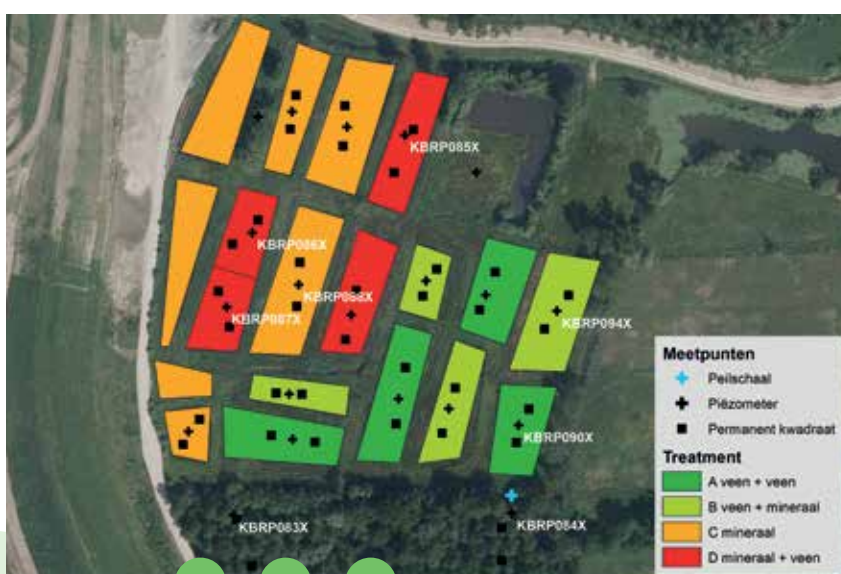 KBRP085X
KBRP086X
KBRP088X
KBRP087X
KBRP094X
KBRP090X
KBRP083X
KBRP084X
Meetpunten
Peilschaal
Piëzometer
Permanent kwadraat
Treatment
A veen + veen
B veen + mineraal
C mineraal
D mineraal + veen